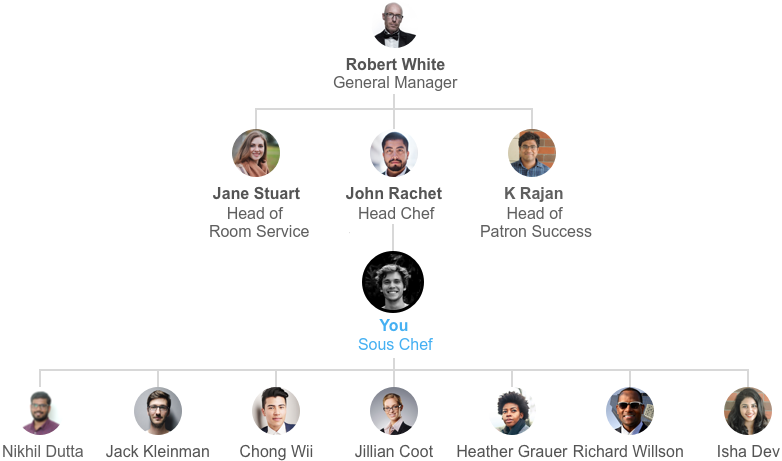 Robert White
General Manager
Jane Stuart
Head of
Room Service
John Rachet
Head Chef
K Rajan
Head of
Patron Success
You
Sous Chef
Nikhil Dutta
Jack Kleinman
Chong Wii
Jillian Coot
Heather Grauer
Richard Willson
Isha Dev